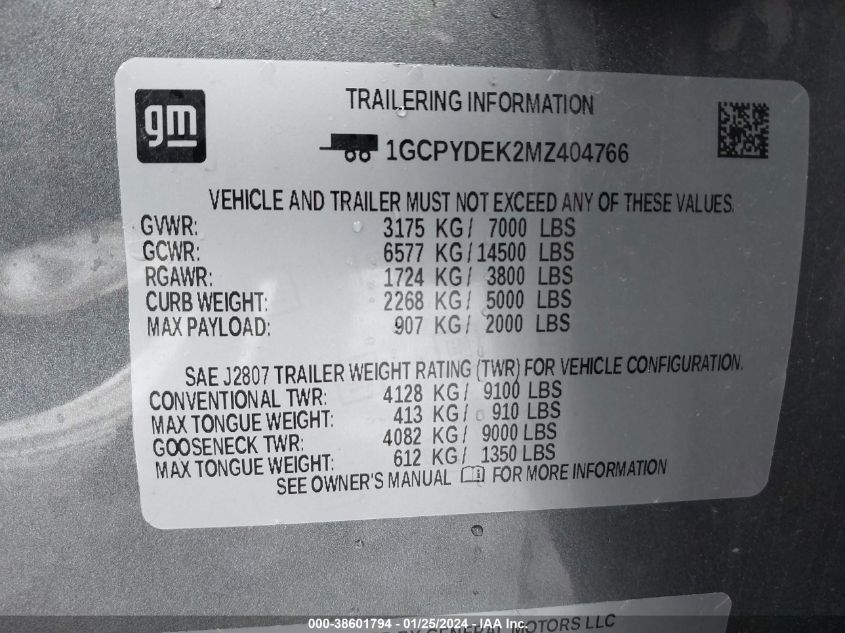 gm
TRAILERING INFORMATION
1GCPYDEK2MZ404766
VEHICLE AND TRAILER MUST NOT EXCEED ANY OF THESE VALUES.
GVWR: 3175 KG/ 7000 LBS
GCWR: 6577 KG/14500 LBS
RGAWR: 1724 KG/ 3800 LBS
CURB WEIGHT: 2268 KG/ 5000 LBS
MAX PAYLOAD: 907 KG/ 2000 LBS
SAE J2807 TRAILER WEIGHT RATING (TWR) FOR VEHICLE CONFIGURATION.
CONVENTIONAL TWR: 4128 KG/ 9100 LBS
MAX TONGUE WEIGHT: 413 KG/ 910 LBS
GOOSENECK TWR: 4082 KG/ 9000 LBS
MAX TONGUE WEIGHT: 612 KG/ 1350 LBS
SEE OWNER'S MANUAL FOR MORE INFORMATION
BY GENERAL MOTORS LLC
000-38601794 - 01/25/2024 - IAA Inc.